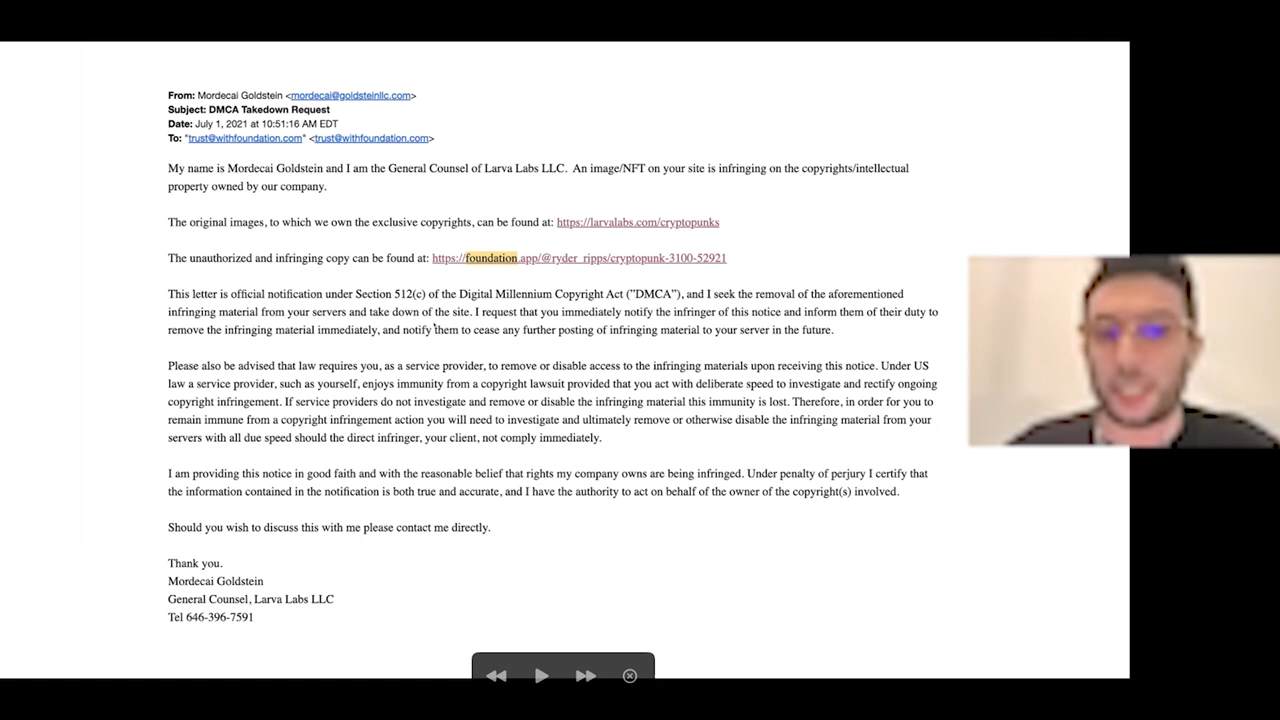 From: Mordecai Goldstein <mordecai@goldsteinllc.com>
Subject: DMCA Takedown Request
Date: July 1, 2021 at 10:51:16 AM EDT
To: "trust@withfoundation.com" <trust@withfoundation.com>
My name is Mordecai Goldstein and I am the General Counsel of Larva Labs LLC.  An image/NFT on your site is infringing on the copyrights/intellectual
property owned by our company.
The original images, to which we own the exclusive copyrights, can be found at: https://larvalabs.com/cryptopunks
The unauthorized and infringing copy can be found at: https://foundation.app/@ryder_ripps/cryptopunk-3100-52921
This letter is official notification under Section 512(c) of the Digital Millennium Copyright Act (”DMCA”), and I seek the removal of the aforementioned
infringing material from your servers and take down of the site. I request that you immediately notify the infringer of this notice and inform them of their duty to
remove the infringing material immediately, and notify them to cease any further posting of infringing material to your server in the future.
Please also be advised that law requires you, as a service provider, to remove or disable access to the infringing materials upon receiving this notice. Under US
law a service provider, such as yourself, enjoys immunity from a copyright lawsuit provided that you act with deliberate speed to investigate and rectify ongoing
copyright infringement. If service providers do not investigate and remove or disable the infringing material this immunity is lost. Therefore, in order for you to
remain immune from a copyright infringement action you will need to investigate and ultimately remove or otherwise disable the infringing material from your
servers with all due speed should the direct infringer, your client, not comply immediately.
I am providing this notice in good faith and with the reasonable belief that rights my company owns are being infringed. Under penalty of perjury I certify that
the information contained in the notification is both true and accurate, and I have the authority to act on behalf of the owner of the copyright(s) involved.
Should you wish to discuss this with me please contact me directly.
Thank you.
Mordecai Goldstein
General Counsel, Larva Labs LLC
Tel 646-396-7591